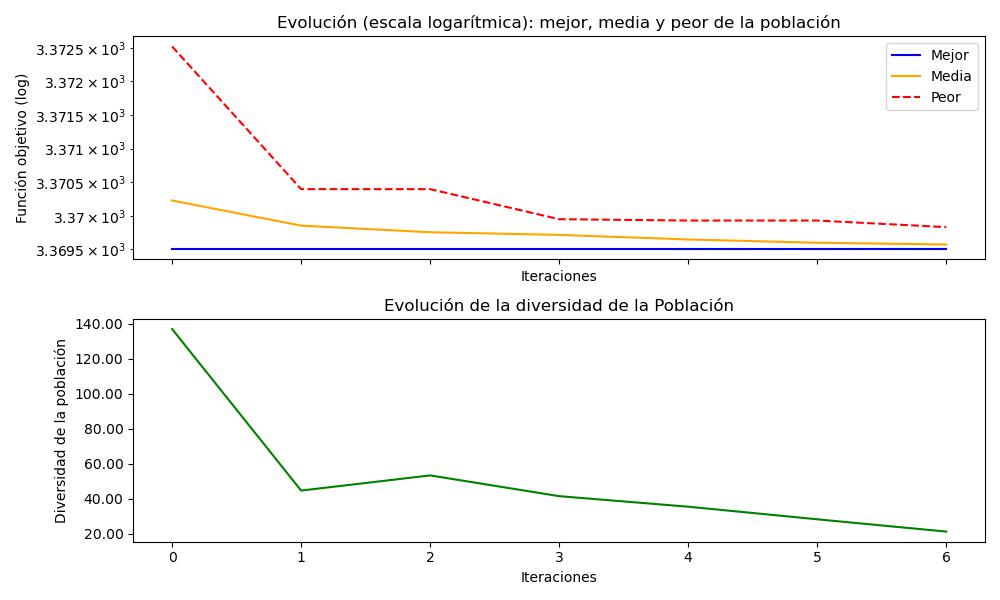 Evolución (escala logarítmica): mejor, media y peor de la población
Función objetivo (log)
3.3725 × 10³
3.372 × 10³
3.3715 × 10³
3.371 × 10³
3.3705 × 10³
3.37 × 10³
3.3695 × 10³
Mejor
Media
Peor
Iteraciones
Evolución de la diversidad de la Población
Diversidad de la población
140.00
120.00
100.00
80.00
60.00
40.00
20.00
0 1 2 3 4 5 6
Iteraciones